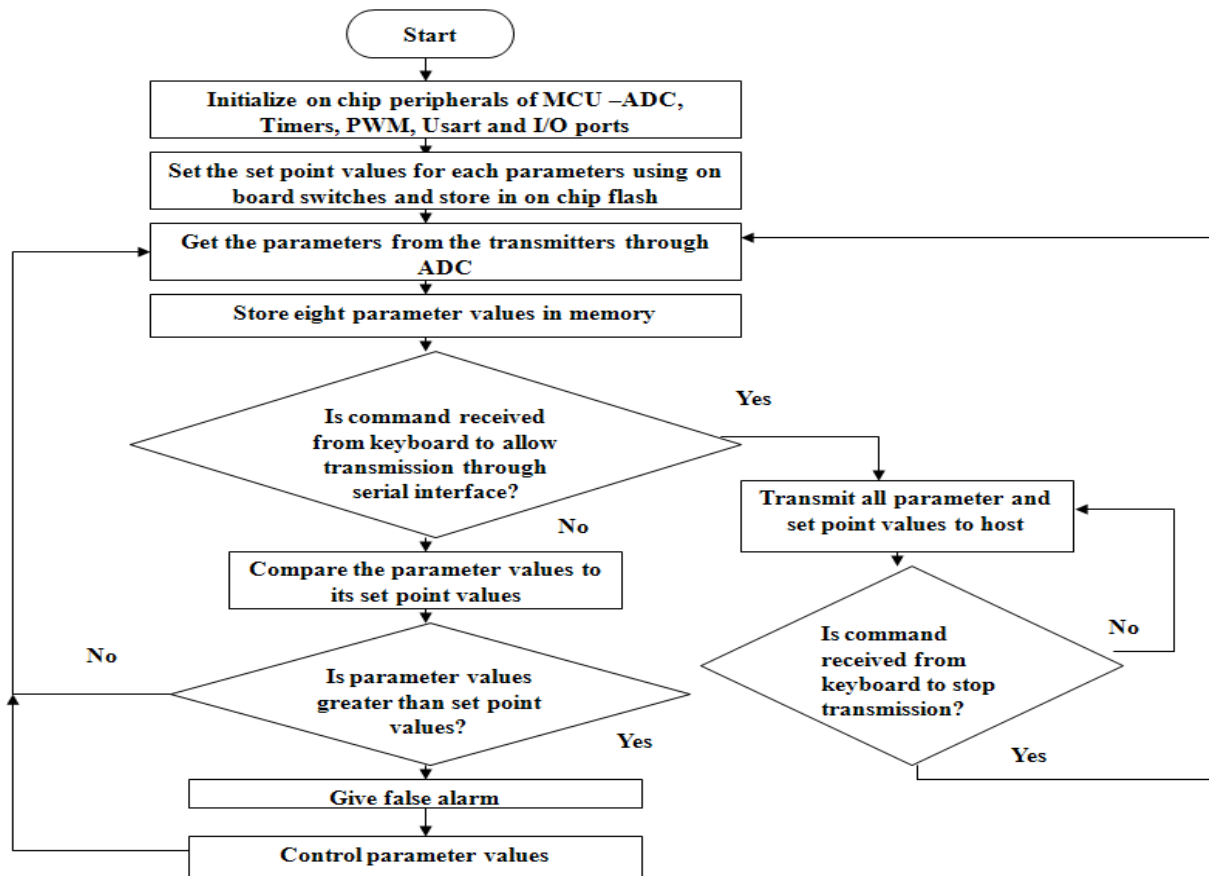 Start
Initialize on chip peripherals of MCU –ADC,
Timers, PWM, Usart and I/O ports
Set the set point values for each parameters using on
board switches and store in on chip flash
Get the parameters from the transmitters through
ADC
Store eight parameter values in memory
Is command received
from keyboard to allow
transmission through
serial interface?
Yes
No
Transmit all parameter and
set point values to host
Compare the parameter values to
its set point values
Is command
received from
keyboard to stop
transmission?
No
Yes
Is parameter values
greater than set point
values?
No
Yes
Give false alarm
Control parameter values